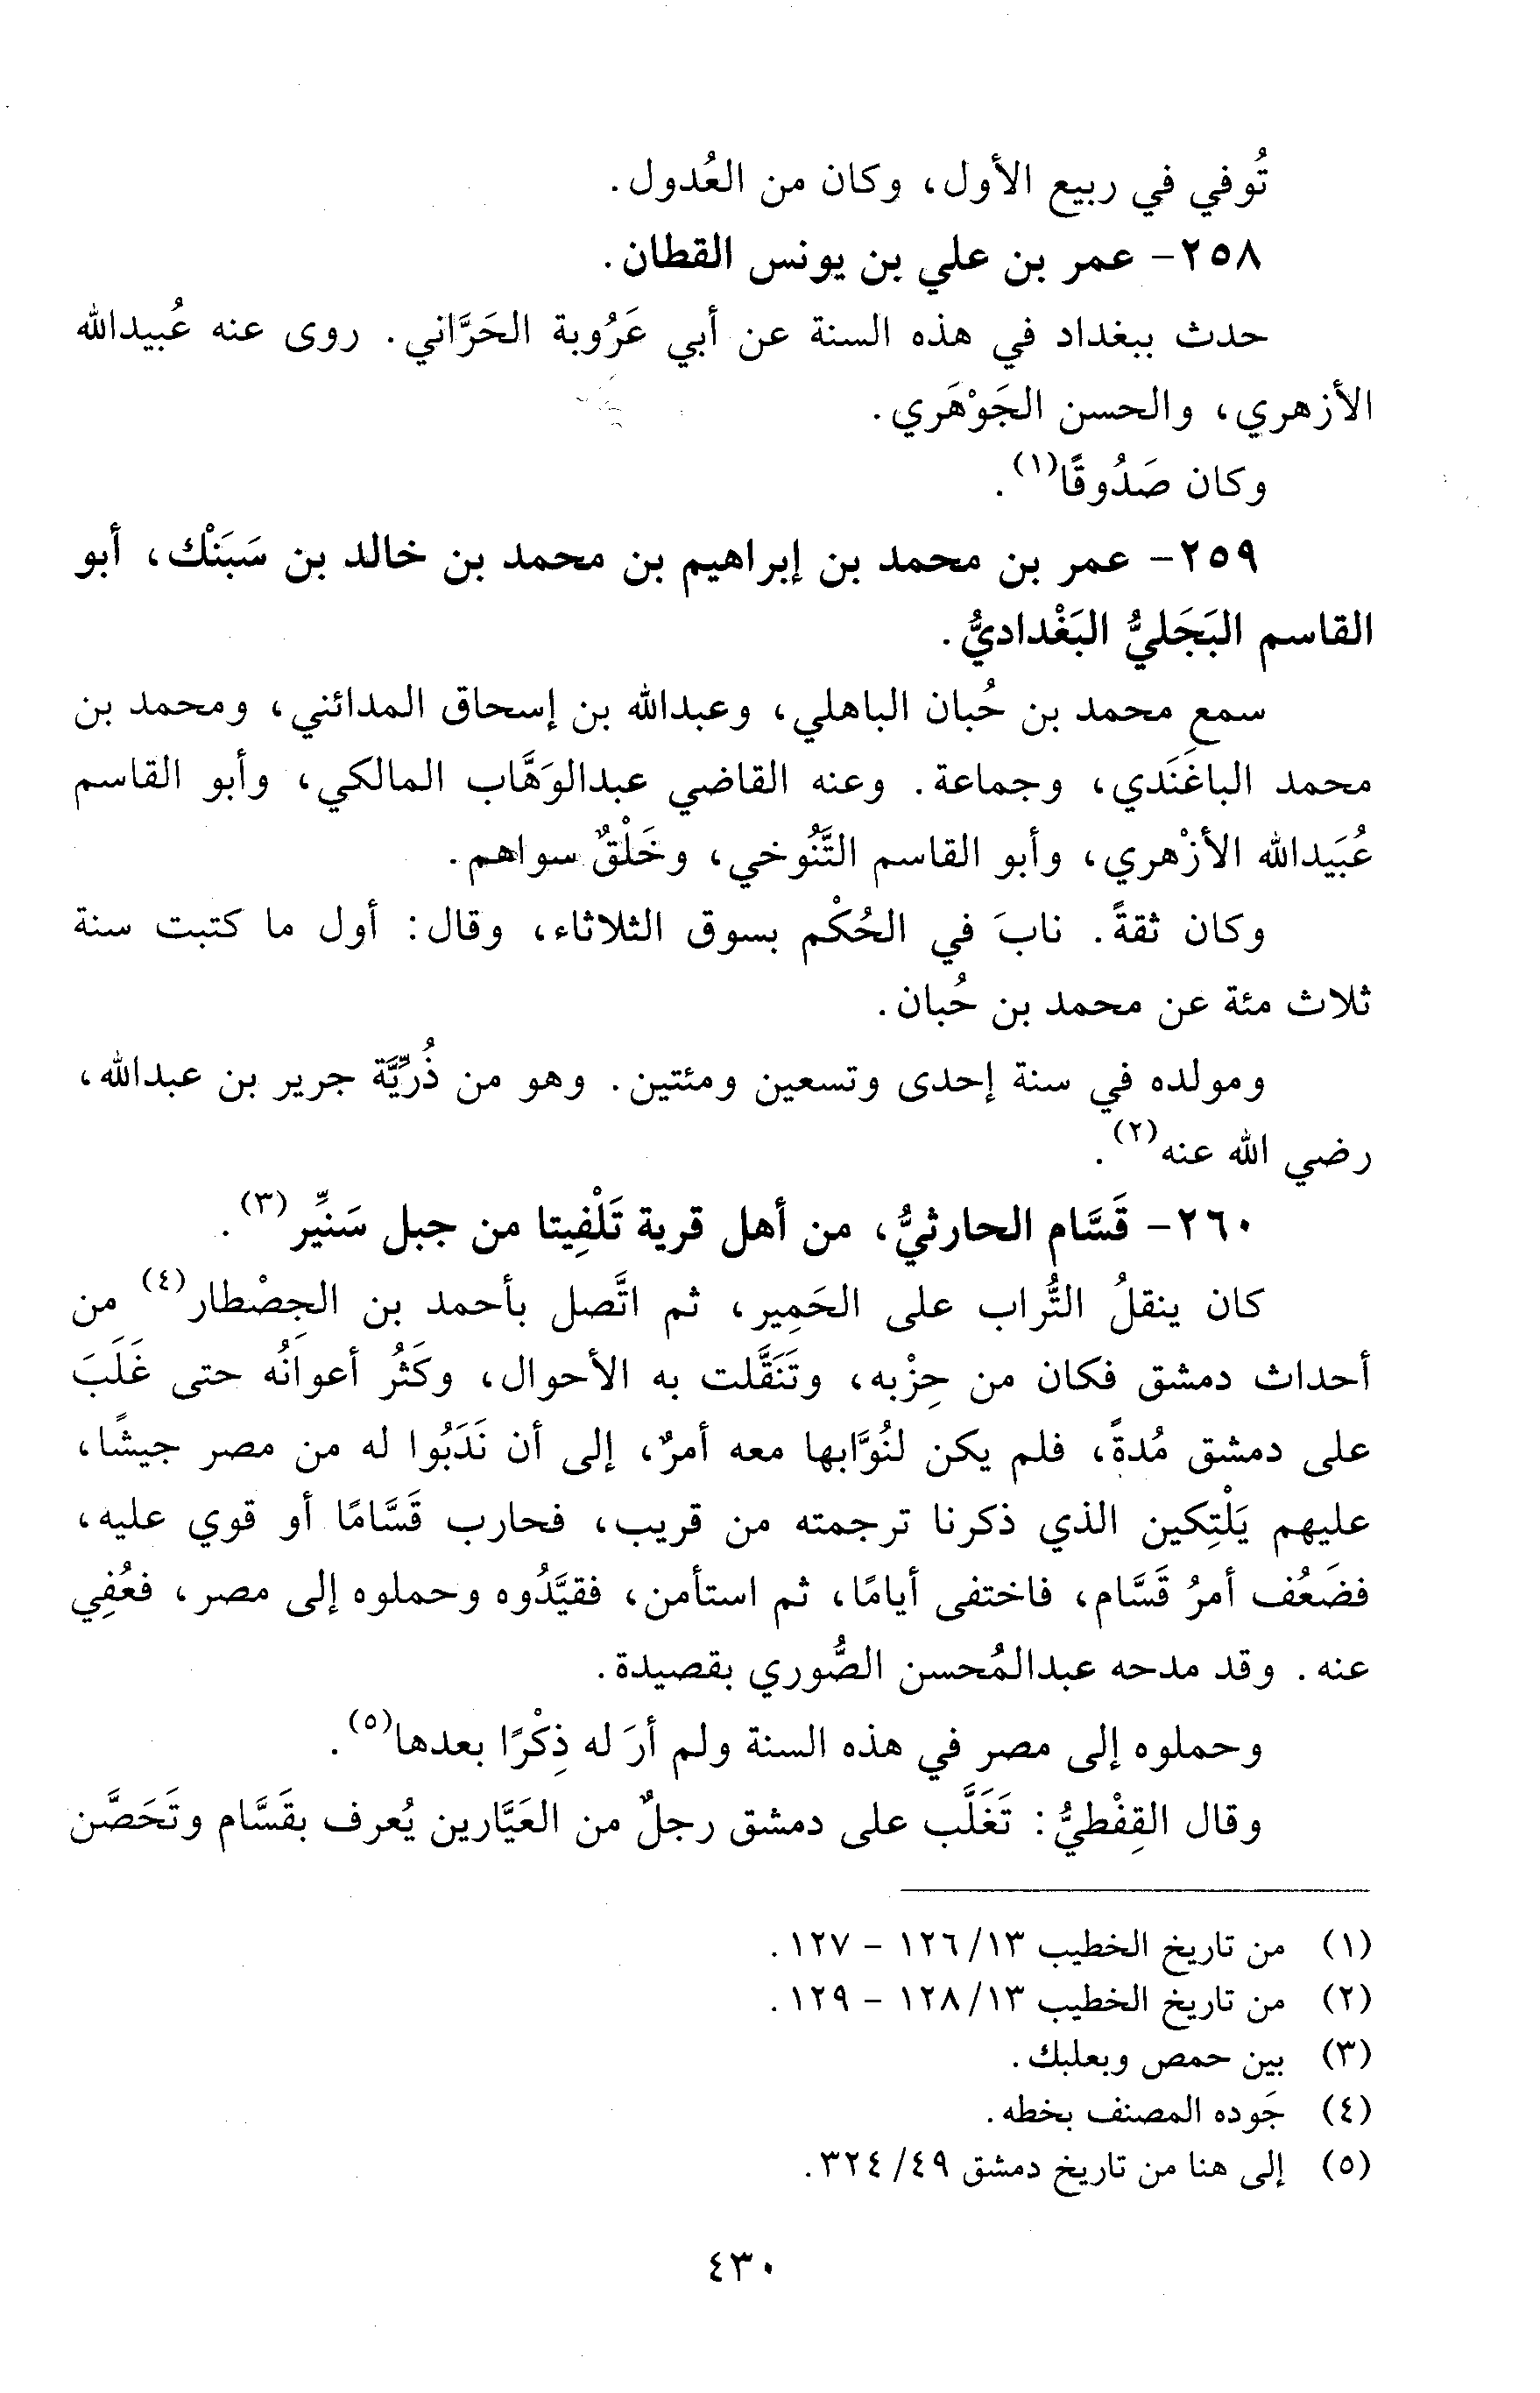 تُوفي في ربيع الأول، وكان من العُدول.
٢٥٨- عمر بن علي بن يونس القطان.
حدث ببغداد في هذه السنة عن أبي عَرُوبة الحَرَّاني. روى عنه عُبيدالله
الأزهري، والحسن الجَوْهَري.
وكان صَدُوقًا(١).
٢٥٩- عمر بن محمد بن إبراهيم بن محمد بن خالد بن سَبَنْك، أبو
القاسم البَجَليُّ البَغْداديُّ.
سمع محمد بن حُبان الباهلي، وعبدالله بن إسحاق المدائني، ومحمد بن
محمد الباغَنَدي، وجماعة. وعنه القاضي عبدالوَهَّاب المالكي، وأبو القاسم
عُبَيدالله الأزْهري، وأبو القاسم التَّنُوخي، وخَلْقٌ سواهم.
وكان ثقةً. نابَ في الحُكْم بسوق الثلاثاء، وقال: أول ما كتبت سنة
ثلاث مئة عن محمد بن حُبان.
ومولده في سنة إحدى وتسعين ومئتين. وهو من ذُرِّيَّة جرير بن عبدالله،
رضي الله عنه(٢).
٢٦٠- قَسَّام الحارثيُّ، من أهل قرية تَلْفِيتا من جبل سَنِّير(٣).
كان ينقلُ التُّراب على الحَمِير، ثم اتَّصل بأحمد بن الجِصْطار(٤) من
أحداث دمشق فكان من حِزْبه، وتَنَقَّلت به الأحوال، وكَثُر أعوانُه حتى غَلَبَ
على دمشق مُدةً، فلم يكن لنُوَّابها معه أمرٌ، إلى أن نَدَبُوا له من مصر جيشًا،
عليهم يَلْتِكين الذي ذكرنا ترجمته من قريب، فحارب قَسَّامًا أو قوي عليه،
فضَعُف أمرُ قَسَّام، فاختفى أيامًا، ثم استأمن، فقيَّدُوه وحملوه إلى مصر، فعُفِي
عنه. وقد مدحه عبدالمُحسن الصُّوري بقصيدة.
وحملوه إلى مصر في هذه السنة ولم أرَ له ذِكْرًا بعدها(٥).
وقال القِفْطيُّ: تَغَلَّب على دمشق رجلٌ من العَيَّارين يُعرف بقَسَّام وتَحَصَّن
(١) من تاريخ الخطيب ١٢٦/١٣ - ١٢٧.
(٢) من تاريخ الخطيب ١٢٨/١٣ - ١٢٩.
(٣) بين حمص وبعلبك.
(٤) جَوده المصنف بخطه.
(٥) إلى هنا من تاريخ دمشق ٤٩/ ٣٢٤.
٤٣٠